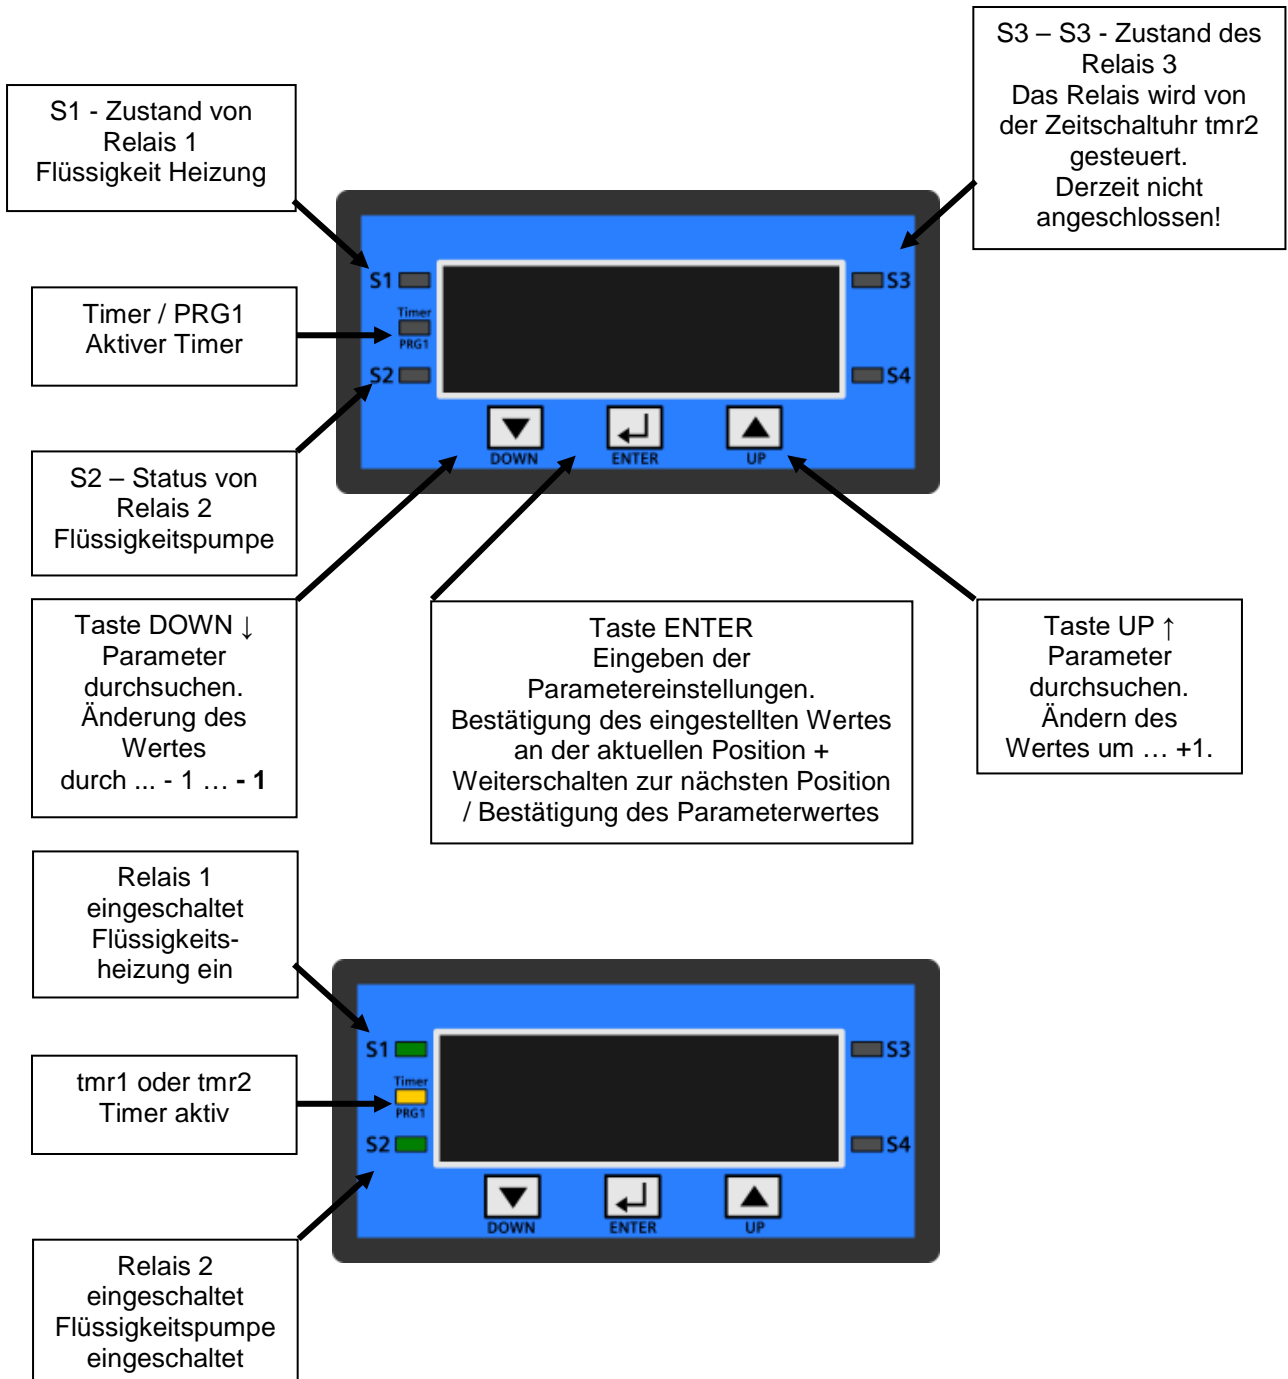 S3 – S3 - Zustand des
Relais 3
Das Relais wird von
der Zeitschaltuhr tmr2
gesteuert.
Derzeit nicht
angeschlossen!
S1 - Zustand von
Relais 1
Flüssigkeit Heizung
Timer / PRG1
Aktiver Timer
S2 – Status von
Relais 2
Flüssigkeitspumpe
S1
Timer
PRG1
S2
S3
S4
DOWN
ENTER
UP
Taste DOWN ↓
Parameter
durchsuchen.
Änderung des
Wertes
durch ... - 1 … - 1
Taste ENTER
Eingeben der
Parametereinstellungen.
Bestätigung des eingestellten Wertes
an der aktuellen Position +
Weiterschalten zur nächsten Position
/ Bestätigung des Parameterwertes
Taste UP ↑
Parameter
durchsuchen.
Ändern des
Wertes um … +1.
Relais 1
eingeschaltet
Flüssigkeits-
heizung ein
tmr1 oder tmr2
Timer aktiv
Relais 2
eingeschaltet
Flüssigkeitspumpe
eingeschaltet
S1
Timer
PRG1
S2
S3
S4
DOWN
ENTER
UP